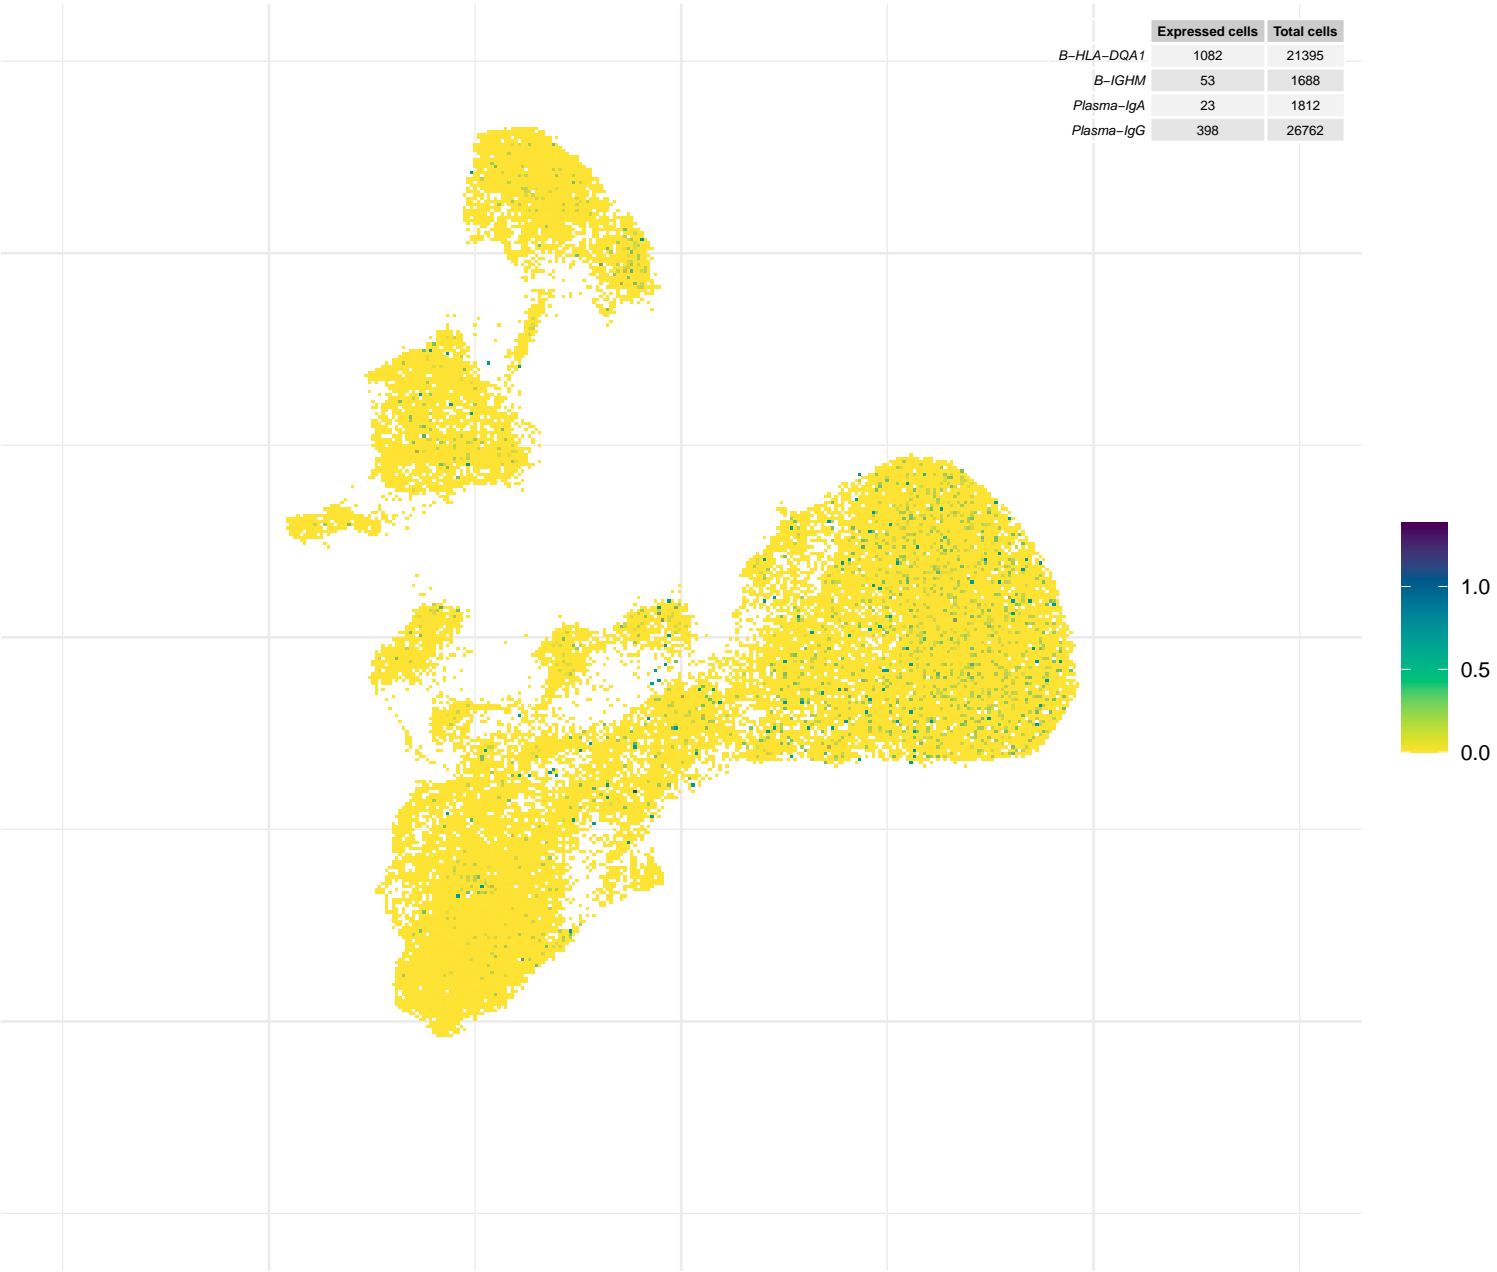 Expressed cells Total cells
B–HLA–DQA1 1082 21395
B–IGHM 53 1688
Plasma–IgA 23 1812
Plasma–IgG 398 26762
1.0
0.5
0.0